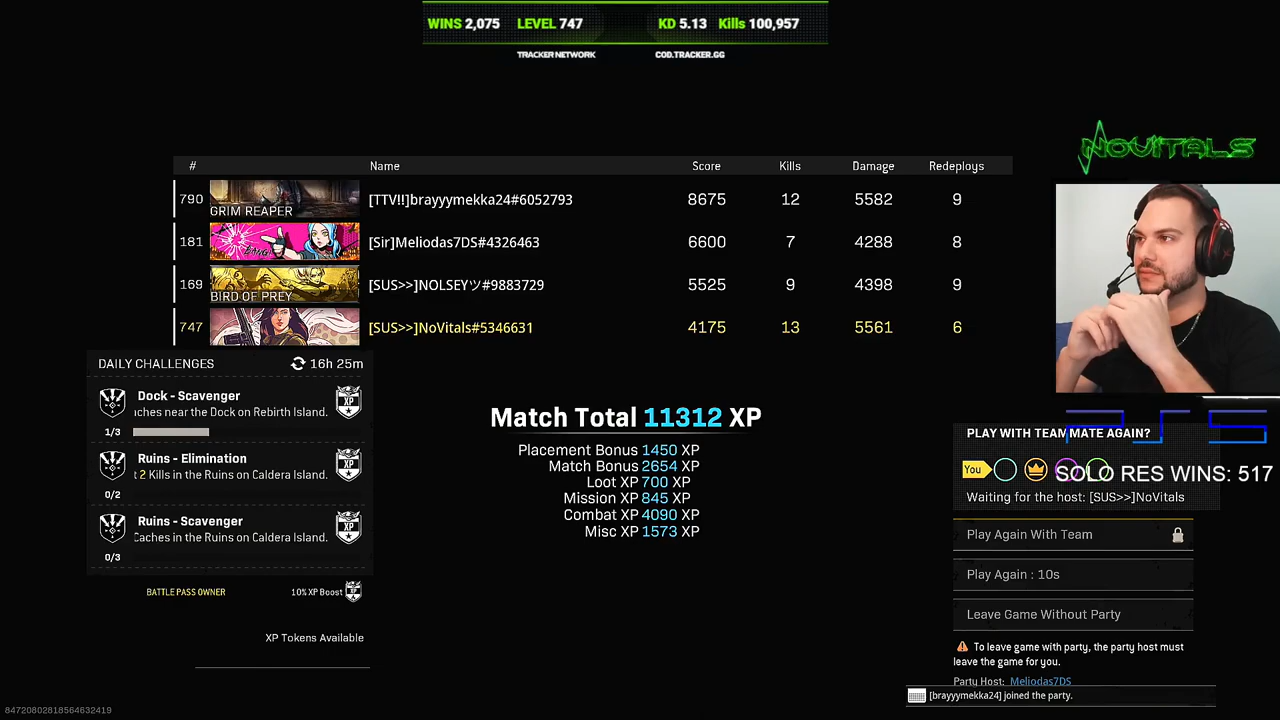 WINS 2,075 LEVEL 747 KD 5.13 Kills 100,957
TRACKER NETWORK COD.TRACKER.GG
NOVITALS
# Name Score Kills Damage Redeploys
790 GRIM REAPER [TTV!!]brayyymekka24#6052793 8675 12 5582 9
181 [Sir]Meliodas7DS#4326463 6600 7 4288 8
169 BIRD OF PREY [SUS>>]NOLSEYツ#9883729 5525 9 4398 9
747 [SUS>>]NoVitals#5346631 4175 13 5561 6
DAILY CHALLENGES 16h 25m
Dock - Scavenger
ches near the Dock on Rebirth Island.
1/3
Ruins - Elimination
t 2 Kills in the Ruins on Caldera Island.
0/2
Ruins - Scavenger
Caches in the Ruins on Caldera Island.
0/3
BATTLE PASS OWNER 10% XP Boost
XP Tokens Available
Match Total 11312 XP
Placement Bonus 1450 XP
Match Bonus 2654 XP
Loot XP 700 XP
Mission XP 845 XP
Combat XP 4090 XP
Misc XP 1573 XP
PLAY WITH TEAMMATE AGAIN?
You
SOLO RES WINS: 517
Waiting for the host: [SUS>>]NoVitals
Play Again With Team
Play Again : 10s
Leave Game Without Party
To leave game with party, the party host must
leave the game for you.
Party Host: Meliodas7DS
[brayyymekka24] joined the party.
84720802818564632419